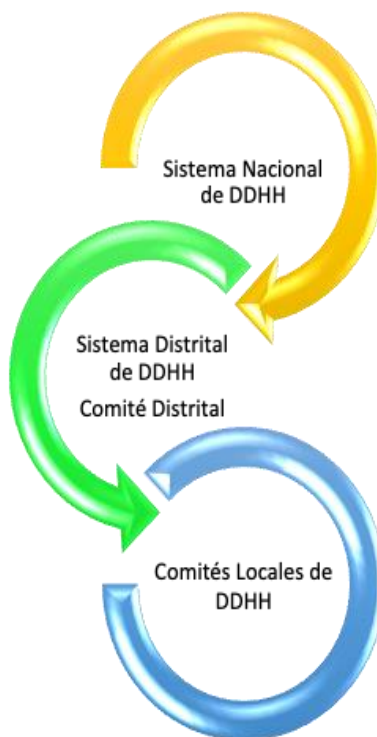 Sistema Nacional
de DDHH
Sistema Distrital
de DDHH
Comité Distrital
Comités Locales de
DDHH